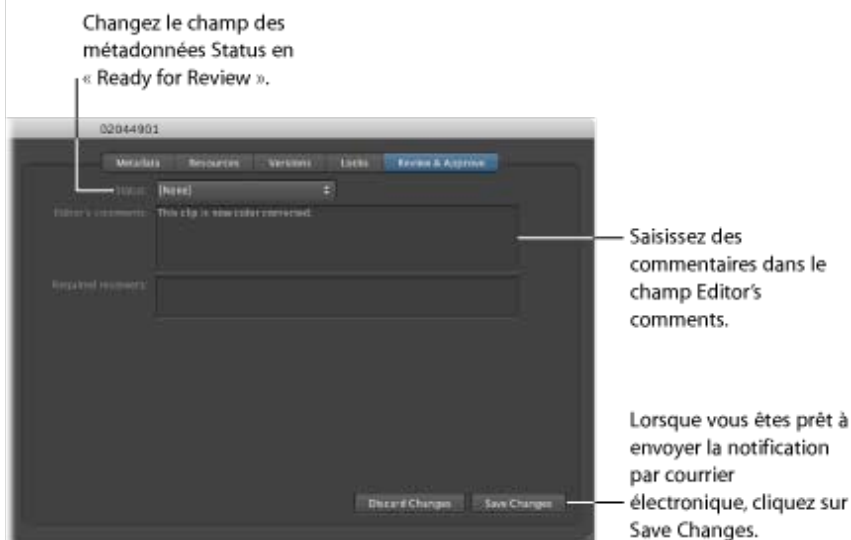 Changez le champ des
métadonnées Status en
« Ready for Review ».
02044901
Metadata Resources Versions Locks Review & Approve
Status: [None]
Editor's comments: This clip is now color corrected.
Required reviewers:
Saisissez des
commentaires dans le
champ Editor's
comments.
Lorsque vous êtes prêt à
envoyer la notification
par courrier
électronique, cliquez sur
Save Changes.
Discard Changes Save Changes